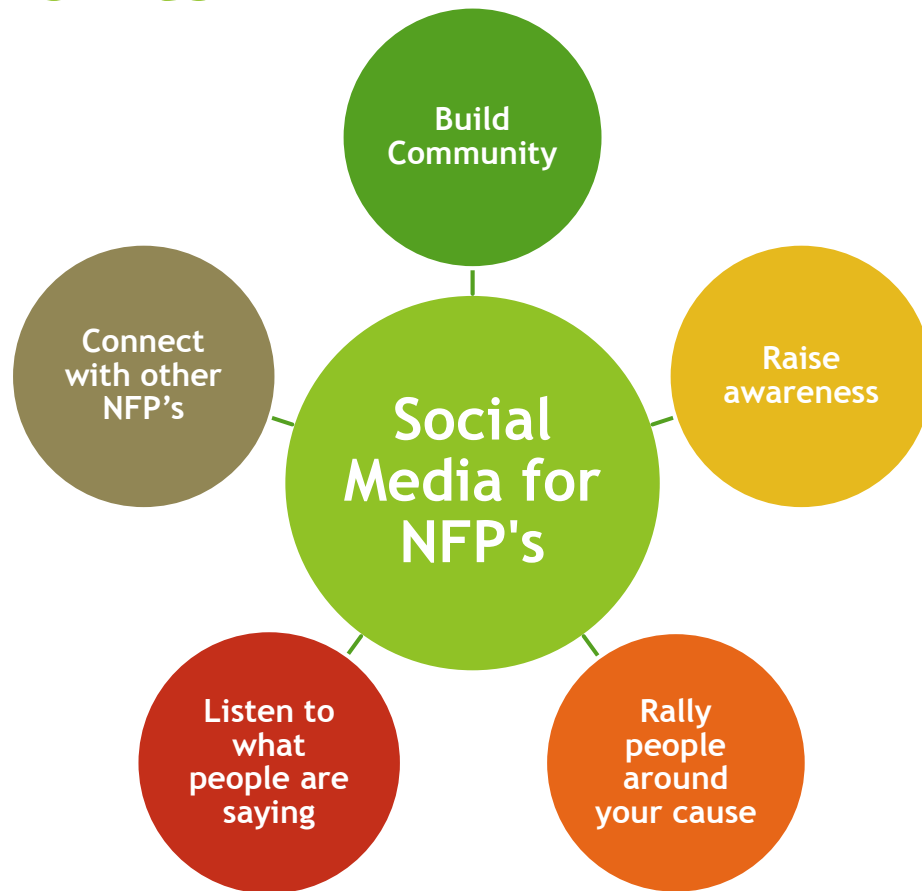 Build
Community
Raise
awareness
Rally
people
around
your cause
Listen to
what
people are
saying
Connect
with other
NFP’s
Social
Media for
NFP's